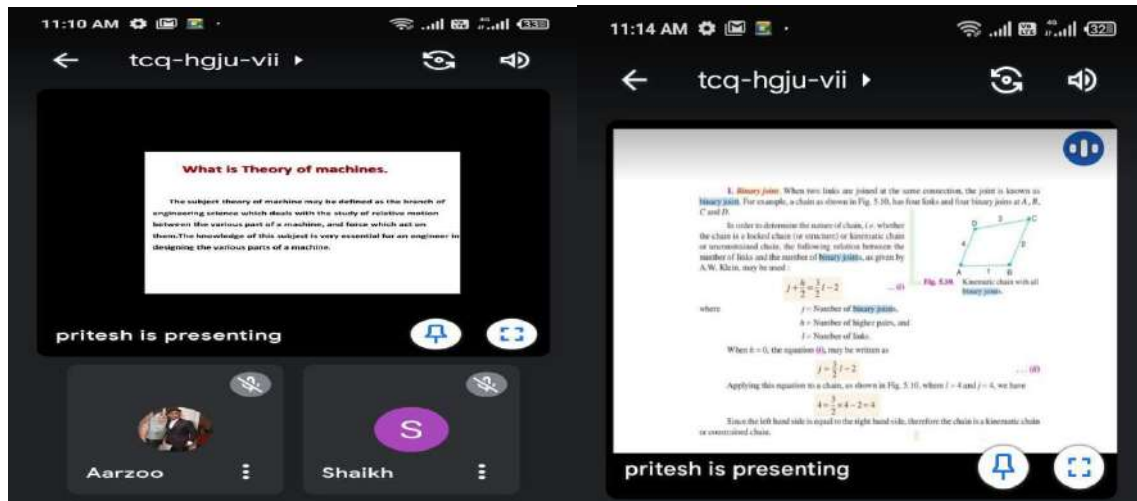 11:10 AM
tcq-hgju-vii
What is Theory of machines.
The subject theory of machine may be defined as the branch of
engineering science which deals with the study of relative motion
between the various part of a machine, and force which act on
them.The knowledge of this subject is very essential for an engineer in
designing the various parts of a machine.
pritesh is presenting
Aarzoo
S
Shaikh
11:14 AM
tcq-hgju-vii
1. Binary joint. When two links are joined at the same connection, the joint is known as
binary joint. For example, a chain as shown in Fig. 5.10, has four links and four binary joints at A, B,
C and D.
In order to determine the nature of chain, i.e. whether
the chain is a locked chain (or structure) or kinematic chain
or unconstrained chain, the following relation between the
number of links and the number of binary joints, as given by
A.W. Klein, may be used :
j + h/2 = 3/2 l – 2 ... (i)
D 3 C
4 2
A 1 B
Fig. 5.10. Kinematic chain with all
binary joints.
where j = Number of binary joints,
h = Number of higher pairs, and
l = Number of links.
When h = 0, the equation (i), may be written as
j = 3/2 l – 2 ... (ii)
Applying this equation to a chain, as shown in Fig. 5.10, where l = 4 and j = 4, we have
4 = 3/2 × 4 – 2 = 4
Since the left hand side is equal to the right hand side, therefore the chain is a kinematic chain
or constrained chain.
pritesh is presenting